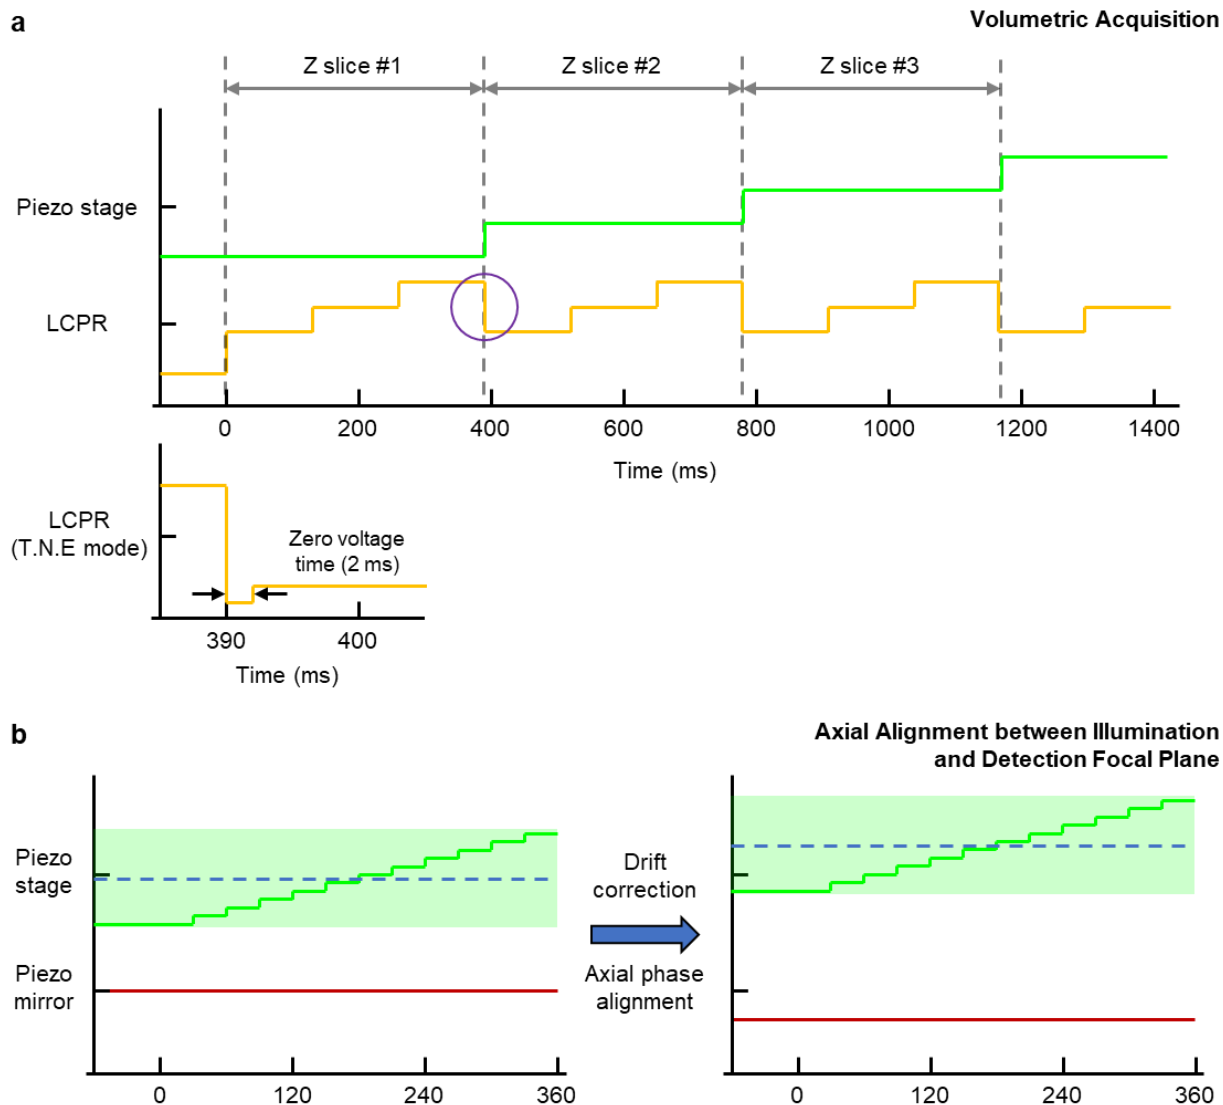 a
Volumetric Acquisition
Z slice #1
Z slice #2
Z slice #3
Piezo stage
LCPR
0
200
400
600
800
1000
1200
1400
Time (ms)
LCPR
(T.N.E mode)
Zero voltage
time (2 ms)
390
400
Time (ms)
b
Axial Alignment between Illumination
and Detection Focal Plane
Piezo
stage
Piezo
mirror
0
120
240
360
Drift
correction
Axial phase
alignment
0
120
240
360